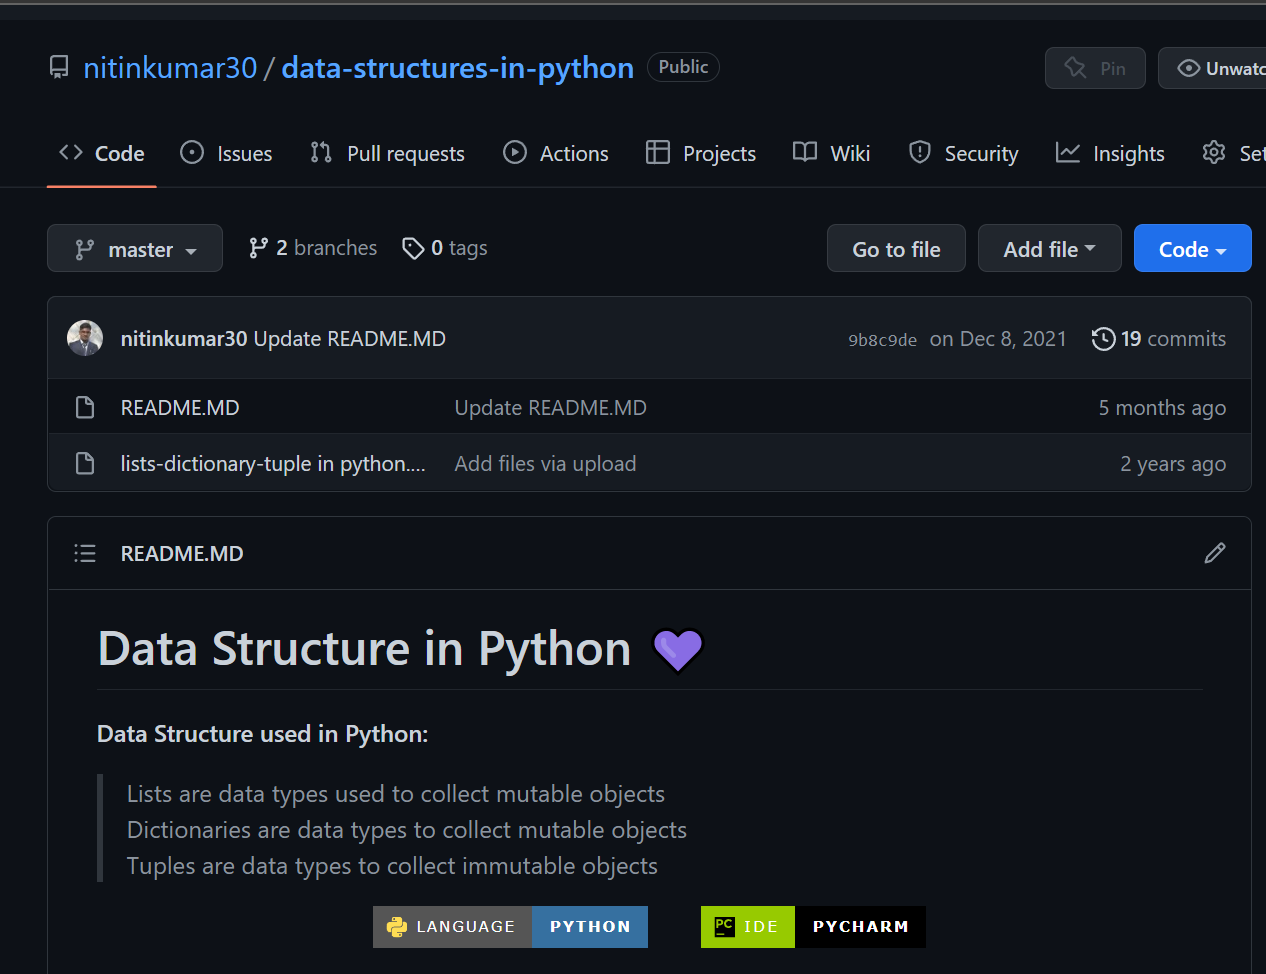 nitinkumar30 / data-structures-in-python Public Pin Unwatc
Code Issues Pull requests Actions Projects Wiki Security Insights Set
master 2 branches 0 tags Go to file Add file Code
nitinkumar30 Update README.MD 9b8c9de on Dec 8, 2021 19 commits
README.MD Update README.MD 5 months ago
lists-dictionary-tuple in python.... Add files via upload 2 years ago
README.MD
Data Structure in Python
Data Structure used in Python:
Lists are data types used to collect mutable objects
Dictionaries are data types to collect mutable objects
Tuples are data types to collect immutable objects
LANGUAGE PYTHON PC IDE PYCHARM